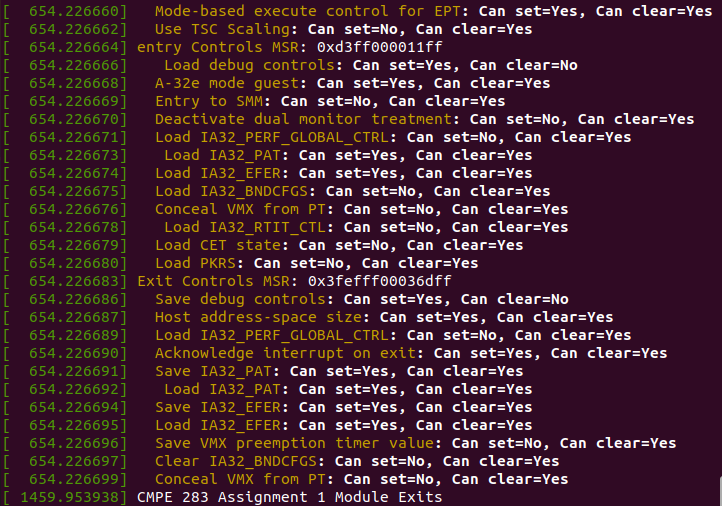 [  654.226660]   Mode-based execute control for EPT: Can set=Yes, Can clear=Yes
[  654.226662]   Use TSC Scaling: Can set=No, Can clear=Yes
[  654.226664] entry Controls MSR: 0xd3ff000011ff
[  654.226666]    Load debug controls: Can set=Yes, Can clear=No
[  654.226667]   A-32e mode guest: Can set=Yes, Can clear=Yes
[  654.226669]   Entry to SMM: Can set=No, Can clear=Yes
[  654.226670]   Deactivate dual monitor treatment: Can set=No, Can clear=Yes
[  654.226671]   Load IA32_PERF_GLOBAL_CTRL: Can set=No, Can clear=Yes
[  654.226673]    Load IA32_PAT: Can set=Yes, Can clear=Yes
[  654.226674]   Load IA32_EFER: Can set=Yes, Can clear=Yes
[  654.226675]   Load IA32_BNDCFGS: Can set=No, Can clear=Yes
[  654.226676]   Conceal VMX from PT: Can set=No, Can clear=Yes
[  654.226678]    Load IA32_RTIT_CTL: Can set=No, Can clear=Yes
[  654.226679]   Load CET state: Can set=No, Can clear=Yes
[  654.226680]   Load PKRS: Can set=No, Can clear=Yes
[  654.226683] Exit Controls MSR: 0x3fefff00036dff
[  654.226686]   Save debug controls: Can set=Yes, Can clear=No
[  654.226687]   Host address-space size: Can set=Yes, Can clear=Yes
[  654.226689]   Load IA32_PERF_GLOBAL_CTRL: Can set=No, Can clear=Yes
[  654.226690]   Acknowledge interrupt on exit: Can set=Yes, Can clear=Yes
[  654.226691]   Save IA32_PAT: Can set=Yes, Can clear=Yes
[  654.226692]    Load IA32_PAT: Can set=Yes, Can clear=Yes
[  654.226694]   Save IA32_EFER: Can set=Yes, Can clear=Yes
[  654.226695]   Load IA32_EFER: Can set=Yes, Can clear=Yes
[  654.226696]   Save VMX preemption timer value: Can set=No, Can clear=Yes
[  654.226697]   Clear IA32_BNDCFGS: Can set=No, Can clear=Yes
[  654.226699]   Conceal VMX from PT: Can set=No, Can clear=Yes
[ 1459.953938] CMPE 283 Assignment 1 Module Exits